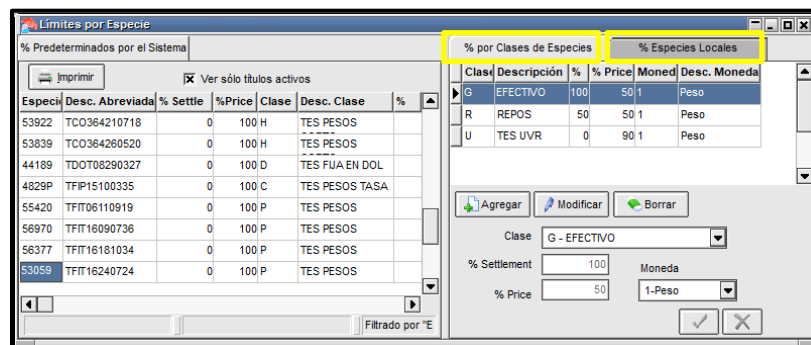 Límites por Especie
% Predeterminados por el Sistema
Imprimir
Ver sólo títulos activos
Especi Desc. Abreviada % Settle %Price Clase Desc. Clase %
53922 TCO364210718 0 100 H TES PESOS
53839 TCO364260520 0 100 H TES PESOS
44189 TDOT08290327 0 100 D TES FIJA EN DOL
4829P TFIP15100335 0 100 C TES PESOS TASA
55420 TFIT06110919 0 100 P TES PESOS
56970 TFIT16090736 0 100 P TES PESOS
56377 TFIT16181034 0 100 P TES PESOS
53059 TFIT16240724 0 100 P TES PESOS
Filtrado por "E
% por Clases de Especies
% Especies Locales
Clase Descripción % % Price Moned Desc. Moneda
G EFECTIVO 100 50 1 Peso
R REPOS 50 50 1 Peso
U TES UVR 0 90 1 Peso
Agregar Modificar Borrar
Clase G - EFECTIVO
% Settlement 100 Moneda
% Price 50 1-Peso